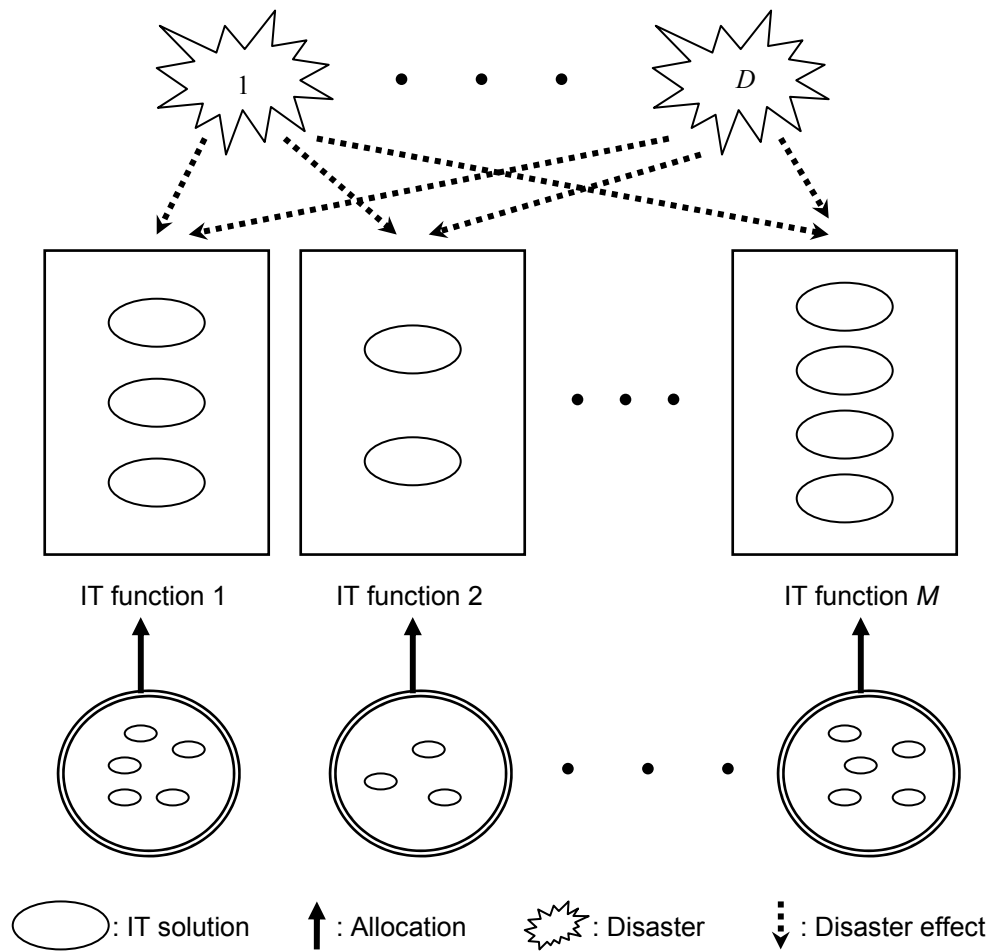 1
D
IT function 1
IT function 2
IT function M
: IT solution
: Allocation
: Disaster
: Disaster effect